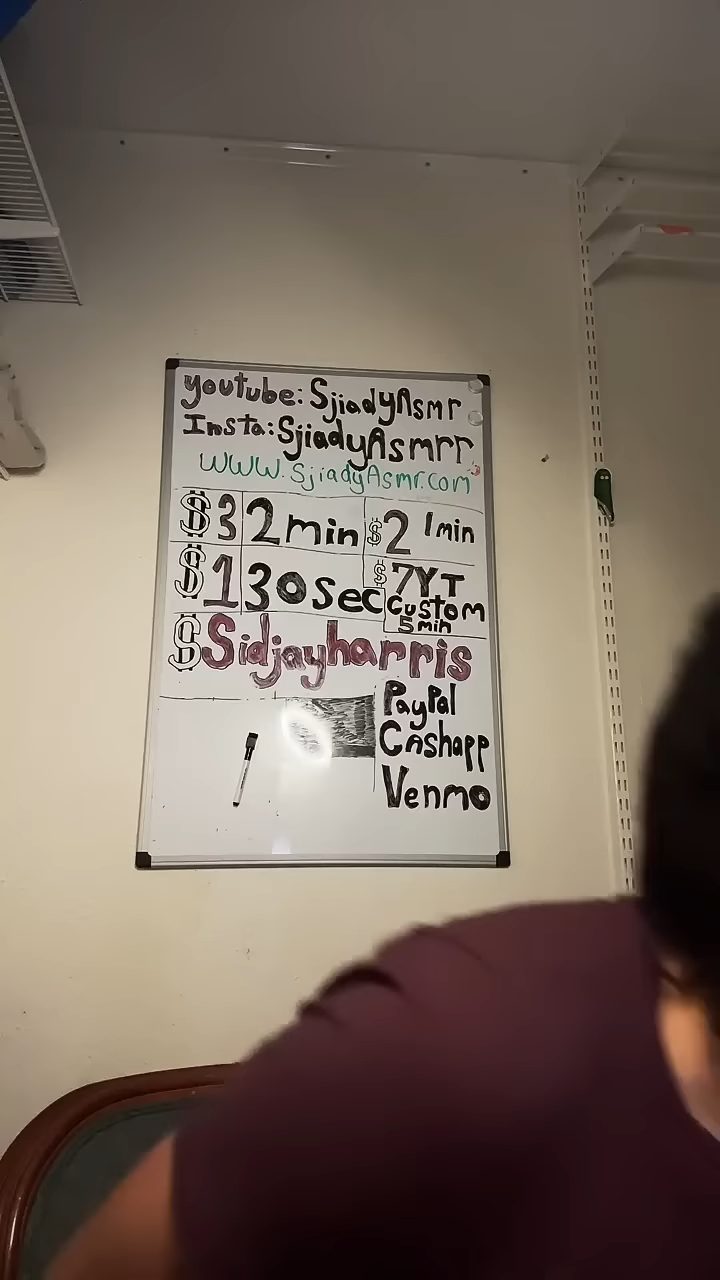 youtube: SjiadyAsmr
Insta: SjiadyAsmrr
www.SjiadyAsmr.com
$3 2min $2 1min
$1 30sec $7YT
Custom
5min
$Sidjayharris
PayPal
Cashapp
Venmo